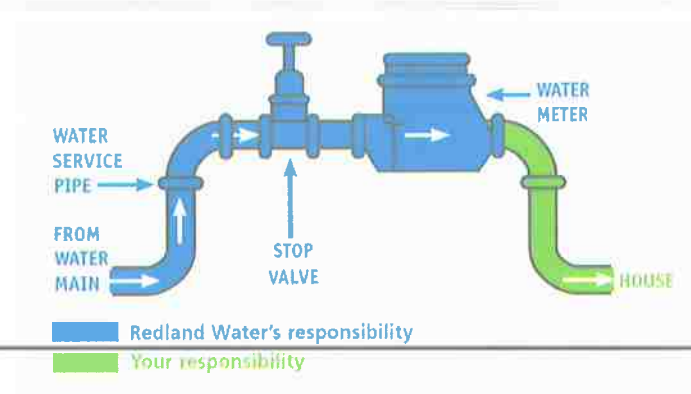 WATER
METER
WATER
SERVICE
PIPE
FROM
WATER
MAIN
STOP
VALVE
HOUSE
Redland Water's responsibility
Your responsibility